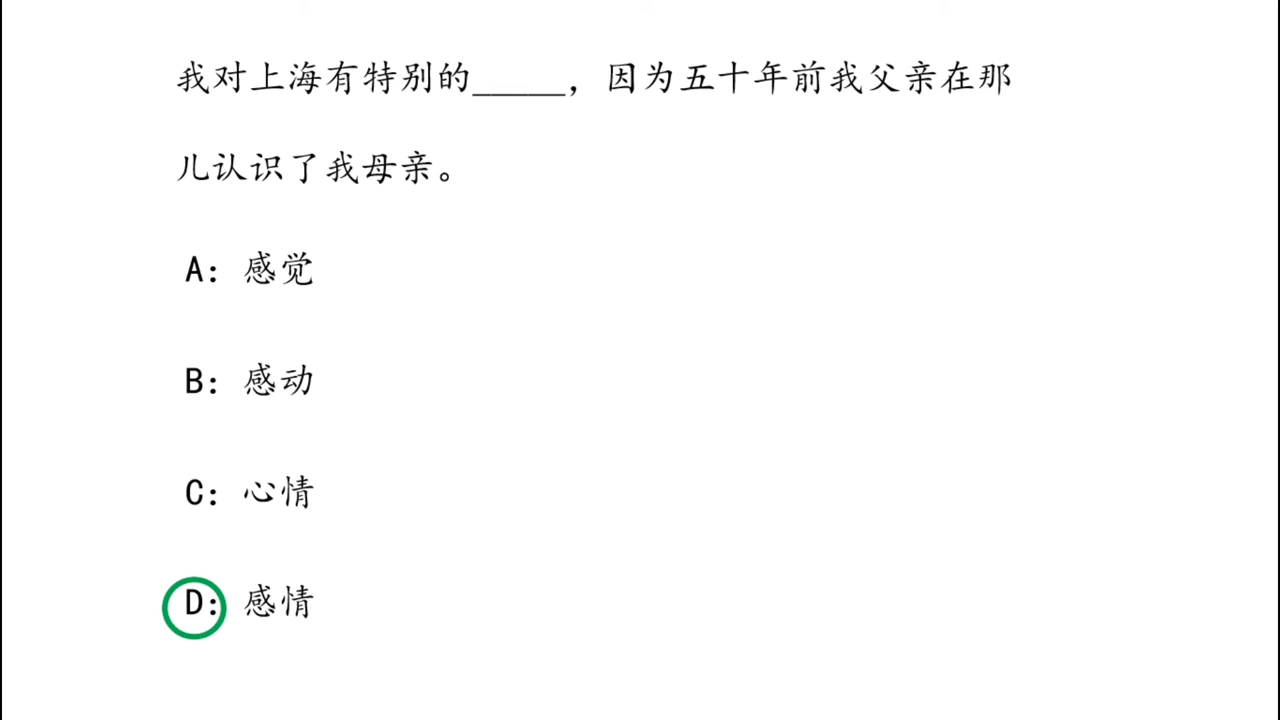 我对上海有特别的_____，因为五十年前我父亲在那
儿认识了我母亲。
A：感觉
B：感动
C：心情
D：感情